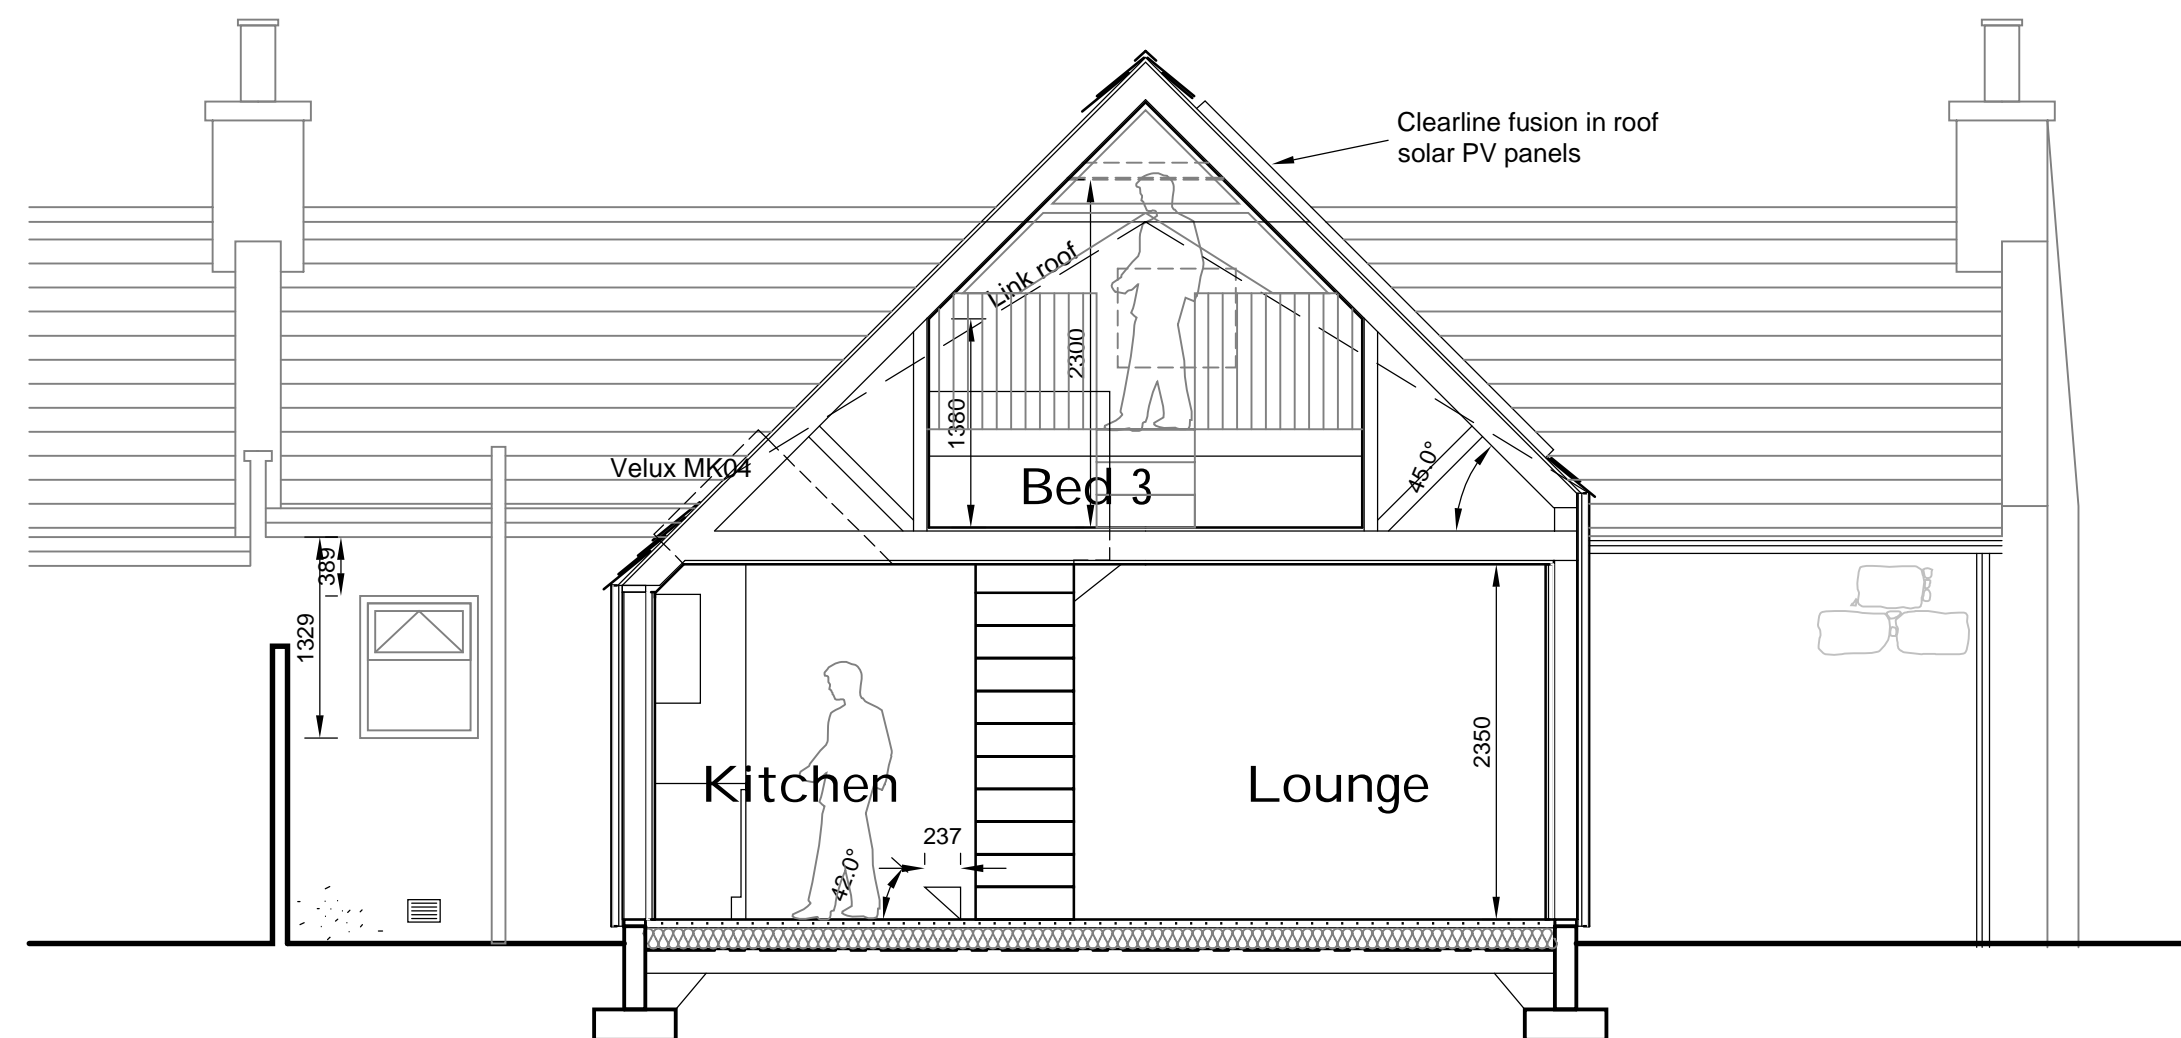 Clearline fusion in roof
solar PV panels
Link roof
2300
1380
Velux MK04
Bed 3
45.0°
389
1329
2350
Kitchen
Lounge
237
42.0°